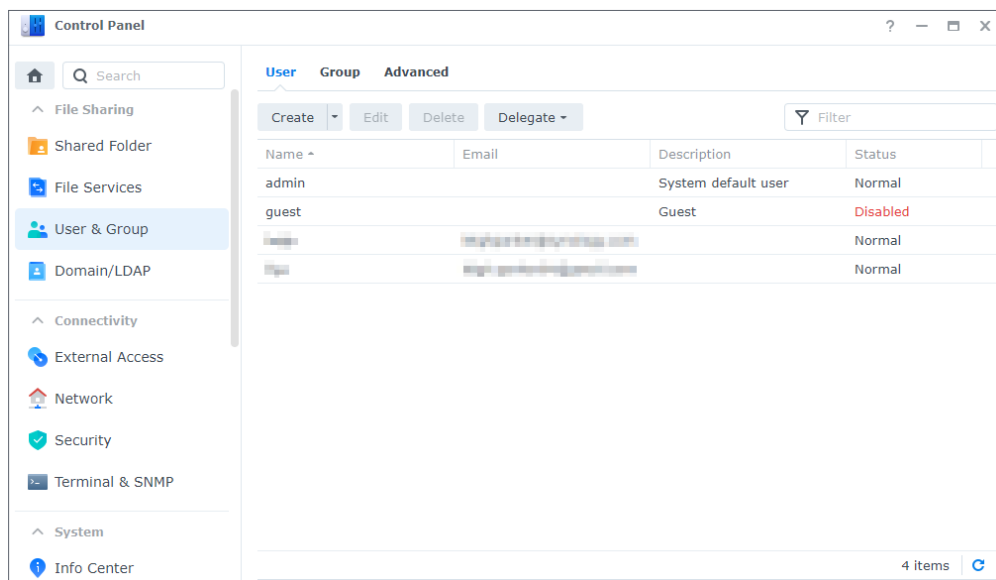 Control Panel
?
Search
User Group Advanced
File Sharing
Create Edit Delete Delegate
Filter
Shared Folder
Name Email Description Status
File Services
admin System default user Normal
guest Guest Disabled
User & Group
Normal
Domain/LDAP
Normal
Connectivity
External Access
Network
Security
Terminal & SNMP
System
Info Center
4 items